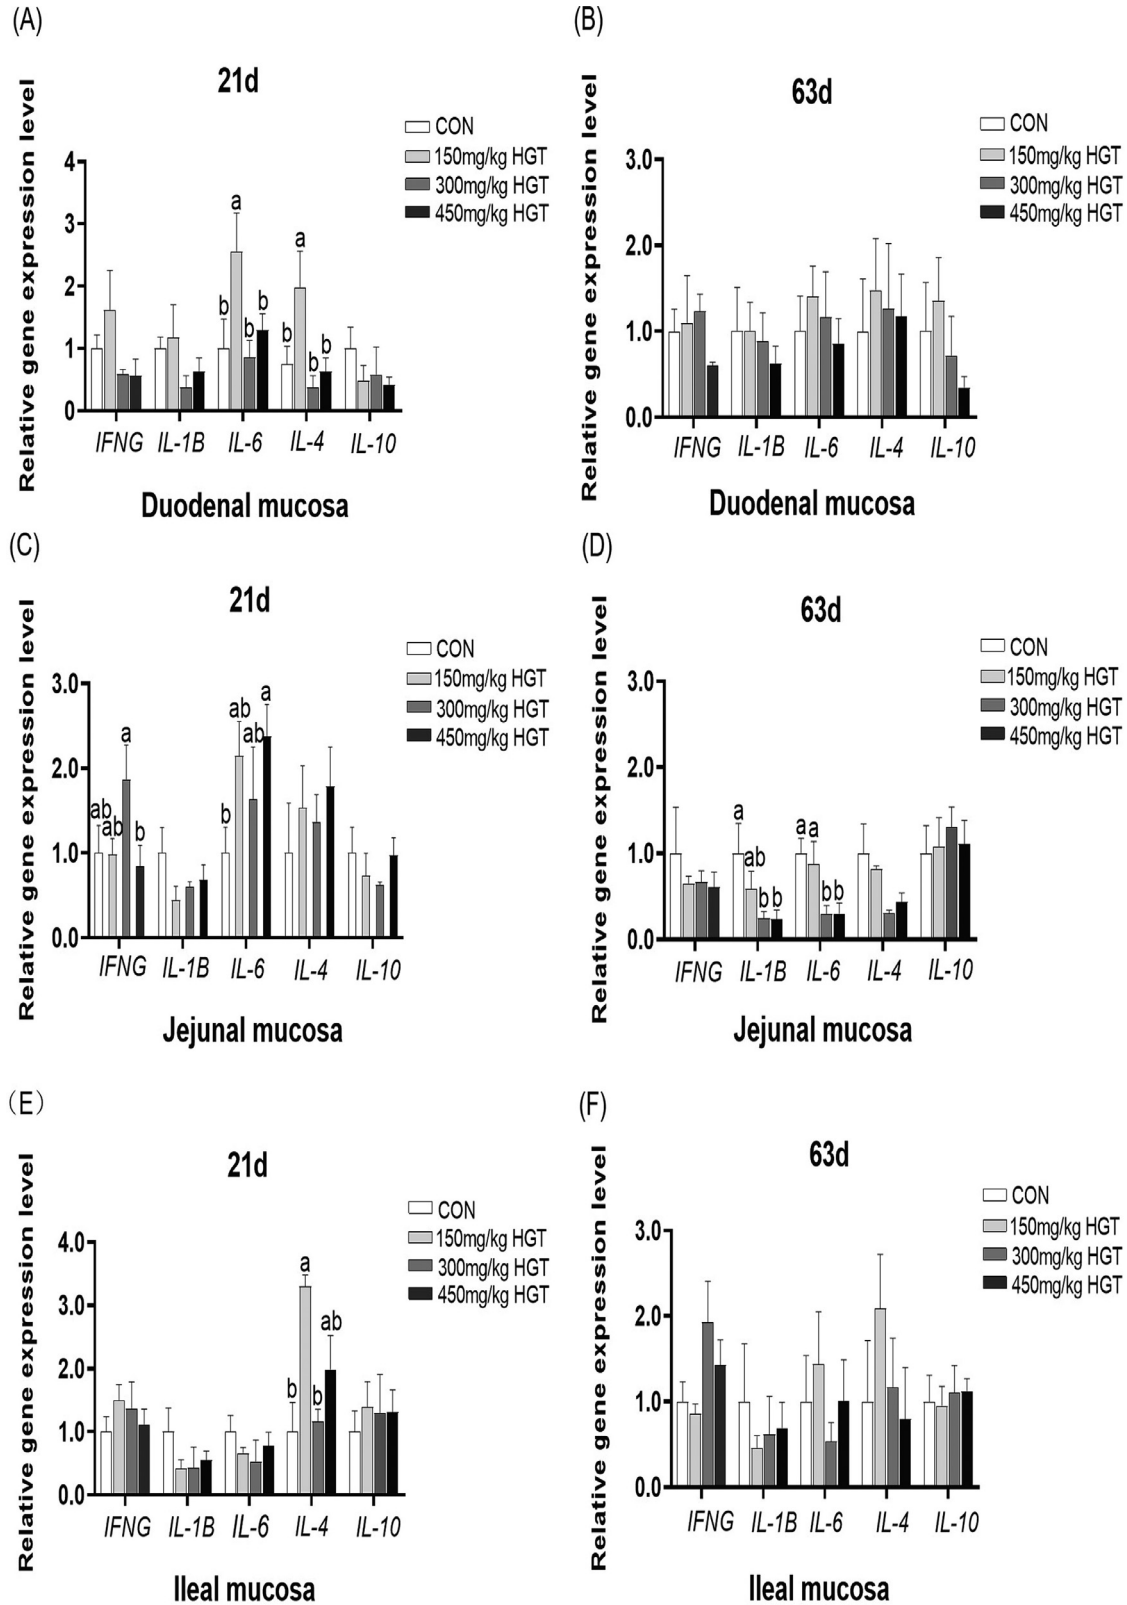 (A)
21d
Relative gene expression level
CON
150mg/kg HGT
300mg/kg HGT
450mg/kg HGT
4
3
2
1
0
b
a
b
b
b
a
b
b
IFNG IL-1B IL-6 IL-4 IL-10
Duodenal mucosa
(B)
63d
Relative gene expression level
CON
150mg/kg HGT
300mg/kg HGT
450mg/kg HGT
3.0
2.0
1.0
0.0
IFNG IL-1B IL-6 IL-4 IL-10
Duodenal mucosa
(C)
21d
Relative gene expression level
CON
150mg/kg HGT
300mg/kg HGT
450mg/kg HGT
3.0
2.0
1.0
0.0
ab
ab
a
b
b
ab
ab
a
IFNG IL-1B IL-6 IL-4 IL-10
Jejunal mucosa
(D)
63d
Relative gene expression level
CON
150mg/kg HGT
300mg/kg HGT
450mg/kg HGT
3.0
2.0
1.0
0.0
a
ab
b
b
a
a
b
b
IFNG IL-1B IL-6 IL-4 IL-10
Jejunal mucosa
(E)
21d
Relative gene expression level
CON
150mg/kg HGT
300mg/kg HGT
450mg/kg HGT
4.0
3.0
2.0
1.0
0.0
b
a
b
ab
IFNG IL-1B IL-6 IL-4 IL-10
Ileal mucosa
(F)
63d
Relative gene expression level
CON
150mg/kg HGT
300mg/kg HGT
450mg/kg HGT
3.0
2.0
1.0
0.0
IFNG IL-1B IL-6 IL-4 IL-10
Ileal mucosa